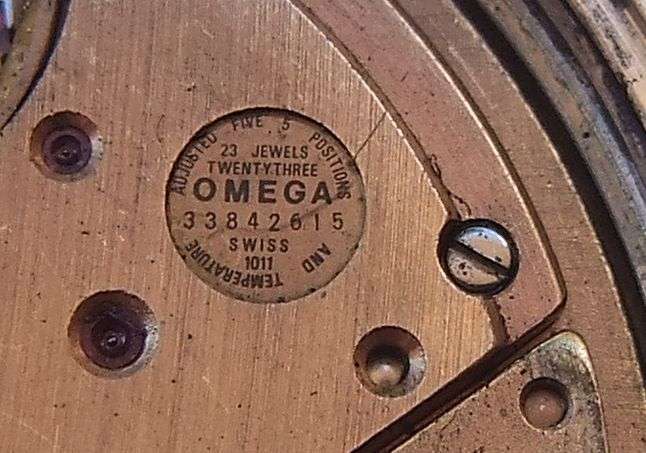 ADJUSTED FIVE 5 POSITIONS
23 JEWELS
TWENTY.THREE
OMEGA
33842615
SWISS
1011
AND TEMPERATURE